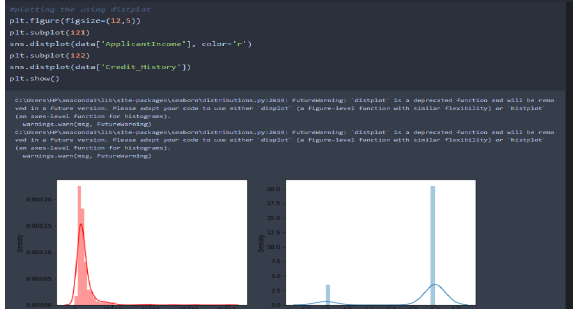 #plotting the using distplot
plt.figure(figsize=(12,5))
plt.subplot(121)
sns.distplot(data['ApplicantIncome'], color='r')
plt.subplot(122)
sns.distplot(data['Credit_History'])
plt.show()
C:\Users\HP\anaconda3\lib\site-packages\seaborn\distributions.py:2619: FutureWarning: `distplot` is a deprecated function and will be remo
ved in a future version. Please adapt your code to use either `displot` (a figure-level function with similar flexibility) or `histplot`
(an axes-level function for histograms).
warnings.warn(msg, FutureWarning)
C:\Users\HP\anaconda3\lib\site-packages\seaborn\distributions.py:2619: FutureWarning: `distplot` is a deprecated function and will be remo
ved in a future version. Please adapt your code to use either `displot` (a figure-level function with similar flexibility) or `histplot`
(an axes-level function for histograms).
warnings.warn(msg, FutureWarning)
0.00020
0.00015
0.00010
0.00005
0.00000
Density
20.0
17.5
15.0
12.5
10.0
7.5
5.0
2.5
0.0
Density